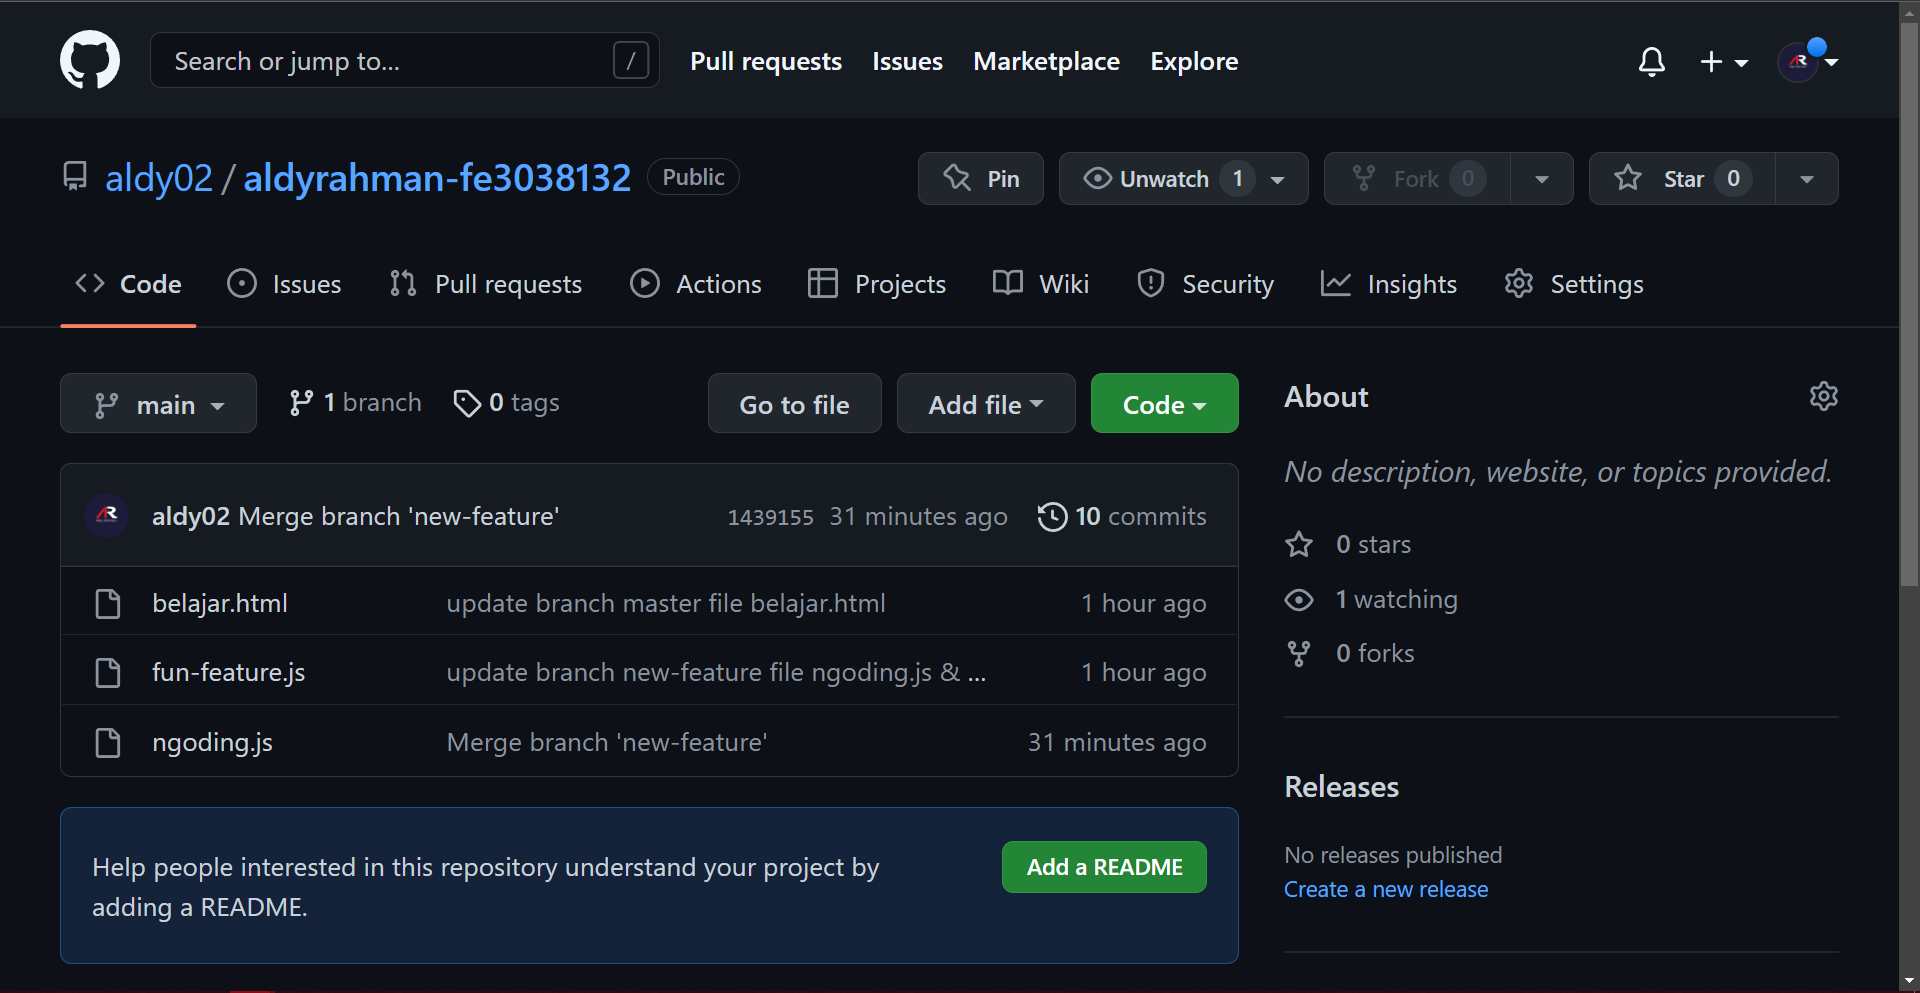 Search or jump to... /
Pull requests Issues Marketplace Explore
aldy02 / aldyrahman-fe3038132 Public
Pin
Unwatch 1
Fork 0
Star 0
Code Issues Pull requests Actions Projects Wiki Security Insights Settings
main 1 branch 0 tags
Go to file Add file Code
aldy02 Merge branch 'new-feature' 1439155 31 minutes ago 10 commits
belajar.html update branch master file belajar.html 1 hour ago
fun-feature.js update branch new-feature file ngoding.js & ... 1 hour ago
ngoding.js Merge branch 'new-feature' 31 minutes ago
Help people interested in this repository understand your project by
adding a README.
Add a README
About
No description, website, or topics provided.
0 stars
1 watching
0 forks
Releases
No releases published
Create a new release